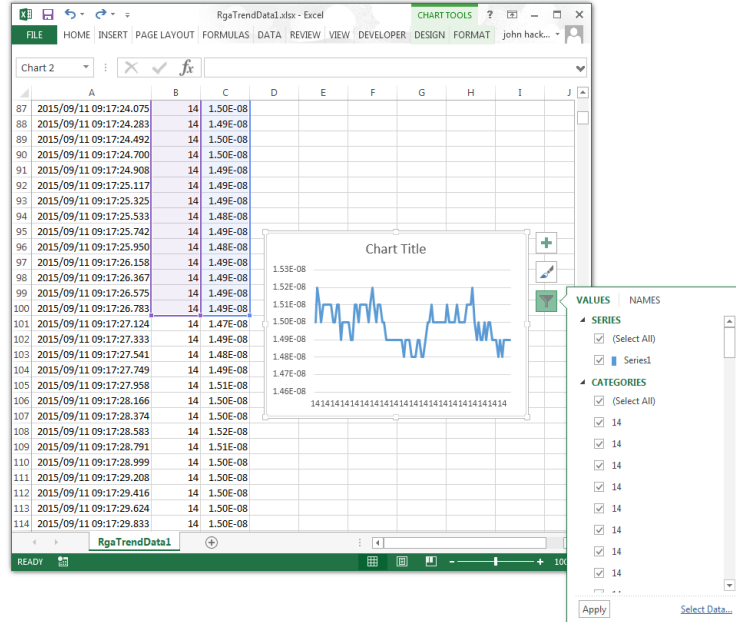 RgaTrendData1.xlsx - Excel
CHART TOOLS
?
FILE HOME INSERT PAGE LAYOUT FORMULAS DATA REVIEW VIEW DEVELOPER DESIGN FORMAT john hack...
Chart 2 fx
A B C D E F G H I J
87 2015/09/11 09:17:24.075 14 1.50E-08
88 2015/09/11 09:17:24.283 14 1.49E-08
89 2015/09/11 09:17:24.492 14 1.50E-08
90 2015/09/11 09:17:24.700 14 1.50E-08
91 2015/09/11 09:17:24.908 14 1.49E-08
92 2015/09/11 09:17:25.117 14 1.49E-08
93 2015/09/11 09:17:25.325 14 1.49E-08
94 2015/09/11 09:17:25.533 14 1.48E-08
95 2015/09/11 09:17:25.742 14 1.49E-08
96 2015/09/11 09:17:25.950 14 1.48E-08
97 2015/09/11 09:17:26.158 14 1.49E-08
98 2015/09/11 09:17:26.367 14 1.49E-08
99 2015/09/11 09:17:26.575 14 1.49E-08
100 2015/09/11 09:17:26.783 14 1.49E-08
101 2015/09/11 09:17:27.124 14 1.47E-08
102 2015/09/11 09:17:27.333 14 1.49E-08
103 2015/09/11 09:17:27.541 14 1.48E-08
104 2015/09/11 09:17:27.749 14 1.49E-08
105 2015/09/11 09:17:27.958 14 1.51E-08
106 2015/09/11 09:17:28.166 14 1.50E-08
107 2015/09/11 09:17:28.374 14 1.50E-08
108 2015/09/11 09:17:28.583 14 1.52E-08
109 2015/09/11 09:17:28.791 14 1.51E-08
110 2015/09/11 09:17:28.999 14 1.50E-08
111 2015/09/11 09:17:29.208 14 1.50E-08
112 2015/09/11 09:17:29.416 14 1.50E-08
113 2015/09/11 09:17:29.624 14 1.50E-08
114 2015/09/11 09:17:29.833 14 1.50E-08
Chart Title
1.53E-08
1.52E-08
1.51E-08
1.50E-08
1.49E-08
1.48E-08
1.47E-08
1.46E-08
1414141414141414141414141414141414141414
VALUES NAMES
SERIES
(Select All)
Series1
CATEGORIES
(Select All)
14
14
14
14
14
14
14
14
Apply Select Data...
RgaTrendData1
READY 100